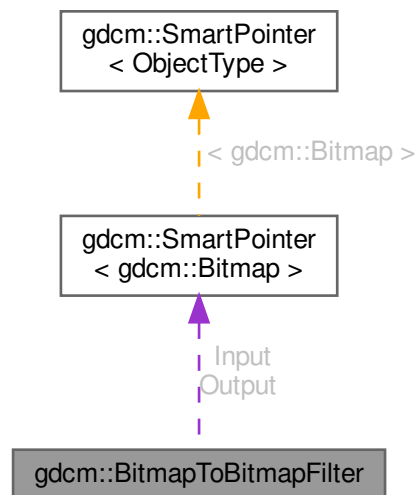 gdcm::SmartPointer
< ObjectType >
< gdcm::Bitmap >
gdcm::SmartPointer
< gdcm::Bitmap >
Input
Output
gdcm::BitmapToBitmapFilter